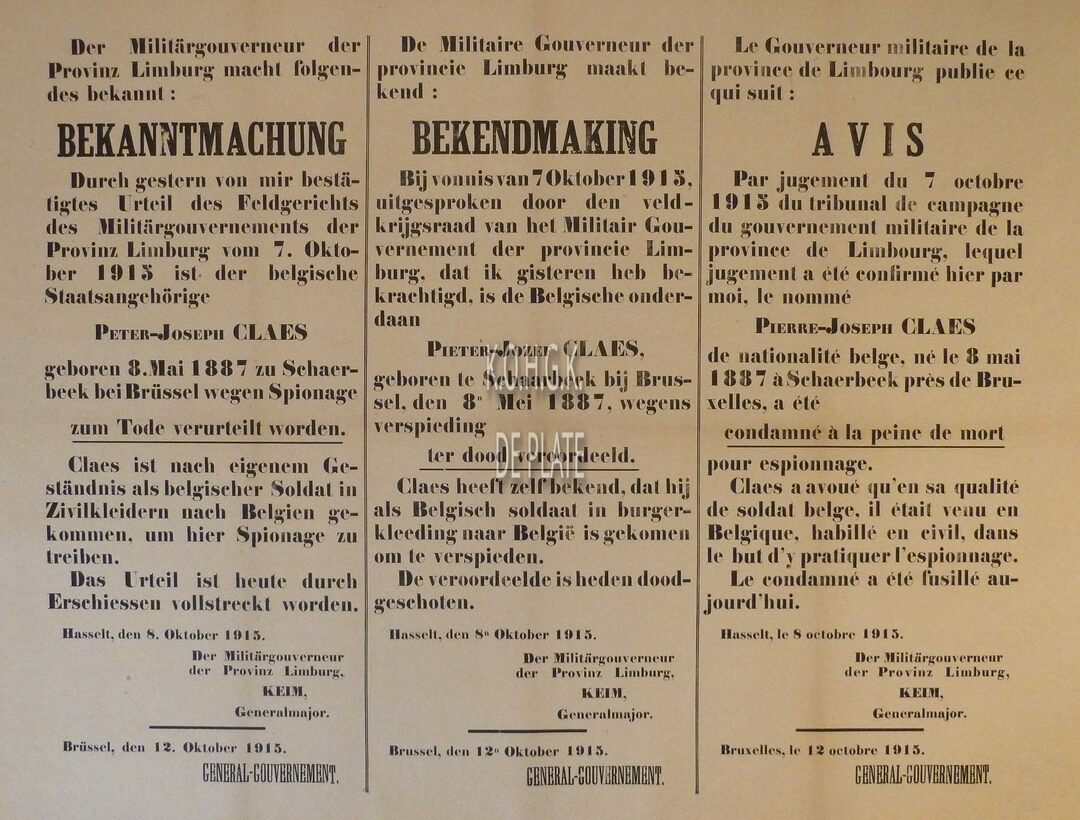 Der Militärgouverneur der
Provinz Limburg macht folgen-
des bekannt :
BEKANNTMACHUNG
Durch gestern von mir bestä-
tigtes Urteil des Feldgerichts
des Militärgouvernements der
Provinz Limburg vom 7. Okto-
ber 1915 ist der belgische
Staatsangehörige
PETER-JOSEPH CLAES
geboren 8. Mai 1887 zu Schaer-
beek bei Brüssel wegen Spionage
zum Tode verurteilt worden.
Claes ist nach eigenem Ge-
ständnis als belgischer Soldat in
Zivilkleidern nach Belgien ge-
kommen, um hier Spionage zu
treiben.
Das Urteil ist heute durch
Erschiessen vollstreckt worden.
Hasselt, den 8. Oktober 1915.
Der Militärgouverneur
der Provinz Limburg,
KEIM,
Generalmajor.
Brüssel, den 12. Oktober 1915.
GENERAL-GOUVERNEMENT.
De Militaire Gouverneur der
provincie Limburg maakt be-
kend :
BEKENDMAKING
Bij vonnis van 7 Oktober 1915,
uitgesproken door den veld-
krijgsraad van het Militair Gou-
vernement der provincie Lim-
burg, dat ik gisteren heb be-
krachtigd, is de Belgische onder-
daan
PIETER-JOZEF CLAES,
geboren te Schaarbeek bij Brus-
sel, den 8n Mei 1887, wegens
verspieding
ter dood veroordeeld.
Claes heeft zelf bekend, dat hij
als Belgisch soldaat in burger-
kleeding naar België is gekomen
om te verspieden.
De veroordeelde is heden dood-
geschoten.
Hasselt, den 8n Oktober 1915.
Der Militärgouverneur
der Provinz Limburg,
KEIM,
Generalmajor.
Brussel, den 12n Oktober 1915.
GENERAL-GOUVERNEMENT.
Le Gouverneur militaire de la
province de Limbourg publie ce
qui suit :
AVIS
Par jugement du 7 octobre
1915 du tribunal de campagne
du gouvernement militaire de la
province de Limbourg, lequel
jugement a été confirmé hier par
moi, le nommé
PIERRE-JOSEPH CLAES
de nationalité belge, né le 8 mai
1887 à Schaerbeek près de Bru-
xelles, a été
condamné à la peine de mort
pour espionnage.
Claes a avoué qu'en sa qualité
de soldat belge, il était venu en
Belgique, habillé en civil, dans
le but d'y pratiquer l'espionnage.
Le condamné a été fusillé au-
jourd'hui.
Hasselt, le 8 octobre 1915.
Der Militärgouverneur
der Provinz Limburg,
KEIM,
Generalmajor.
Bruxelles, le 12 octobre 1915.
GENERAL-GOUVERNEMENT.
K.O.HG.K.
DE PLATE